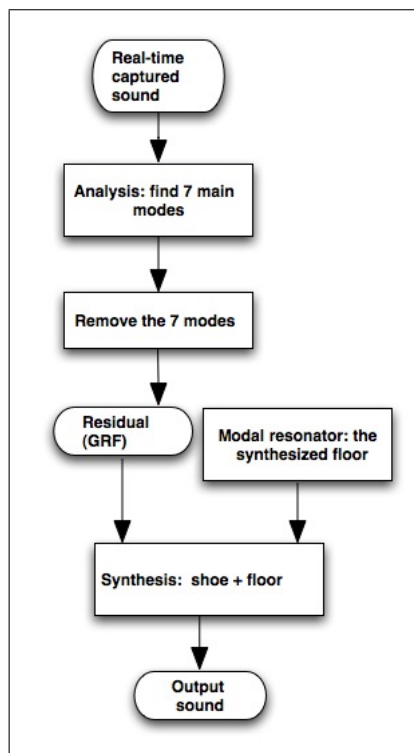 Real-time
captured
sound
Analysis: find 7 main
modes
Remove the 7 modes
Residual
(GRF)
Modal resonator: the
synthesized floor
Synthesis: shoe + floor
Output
sound